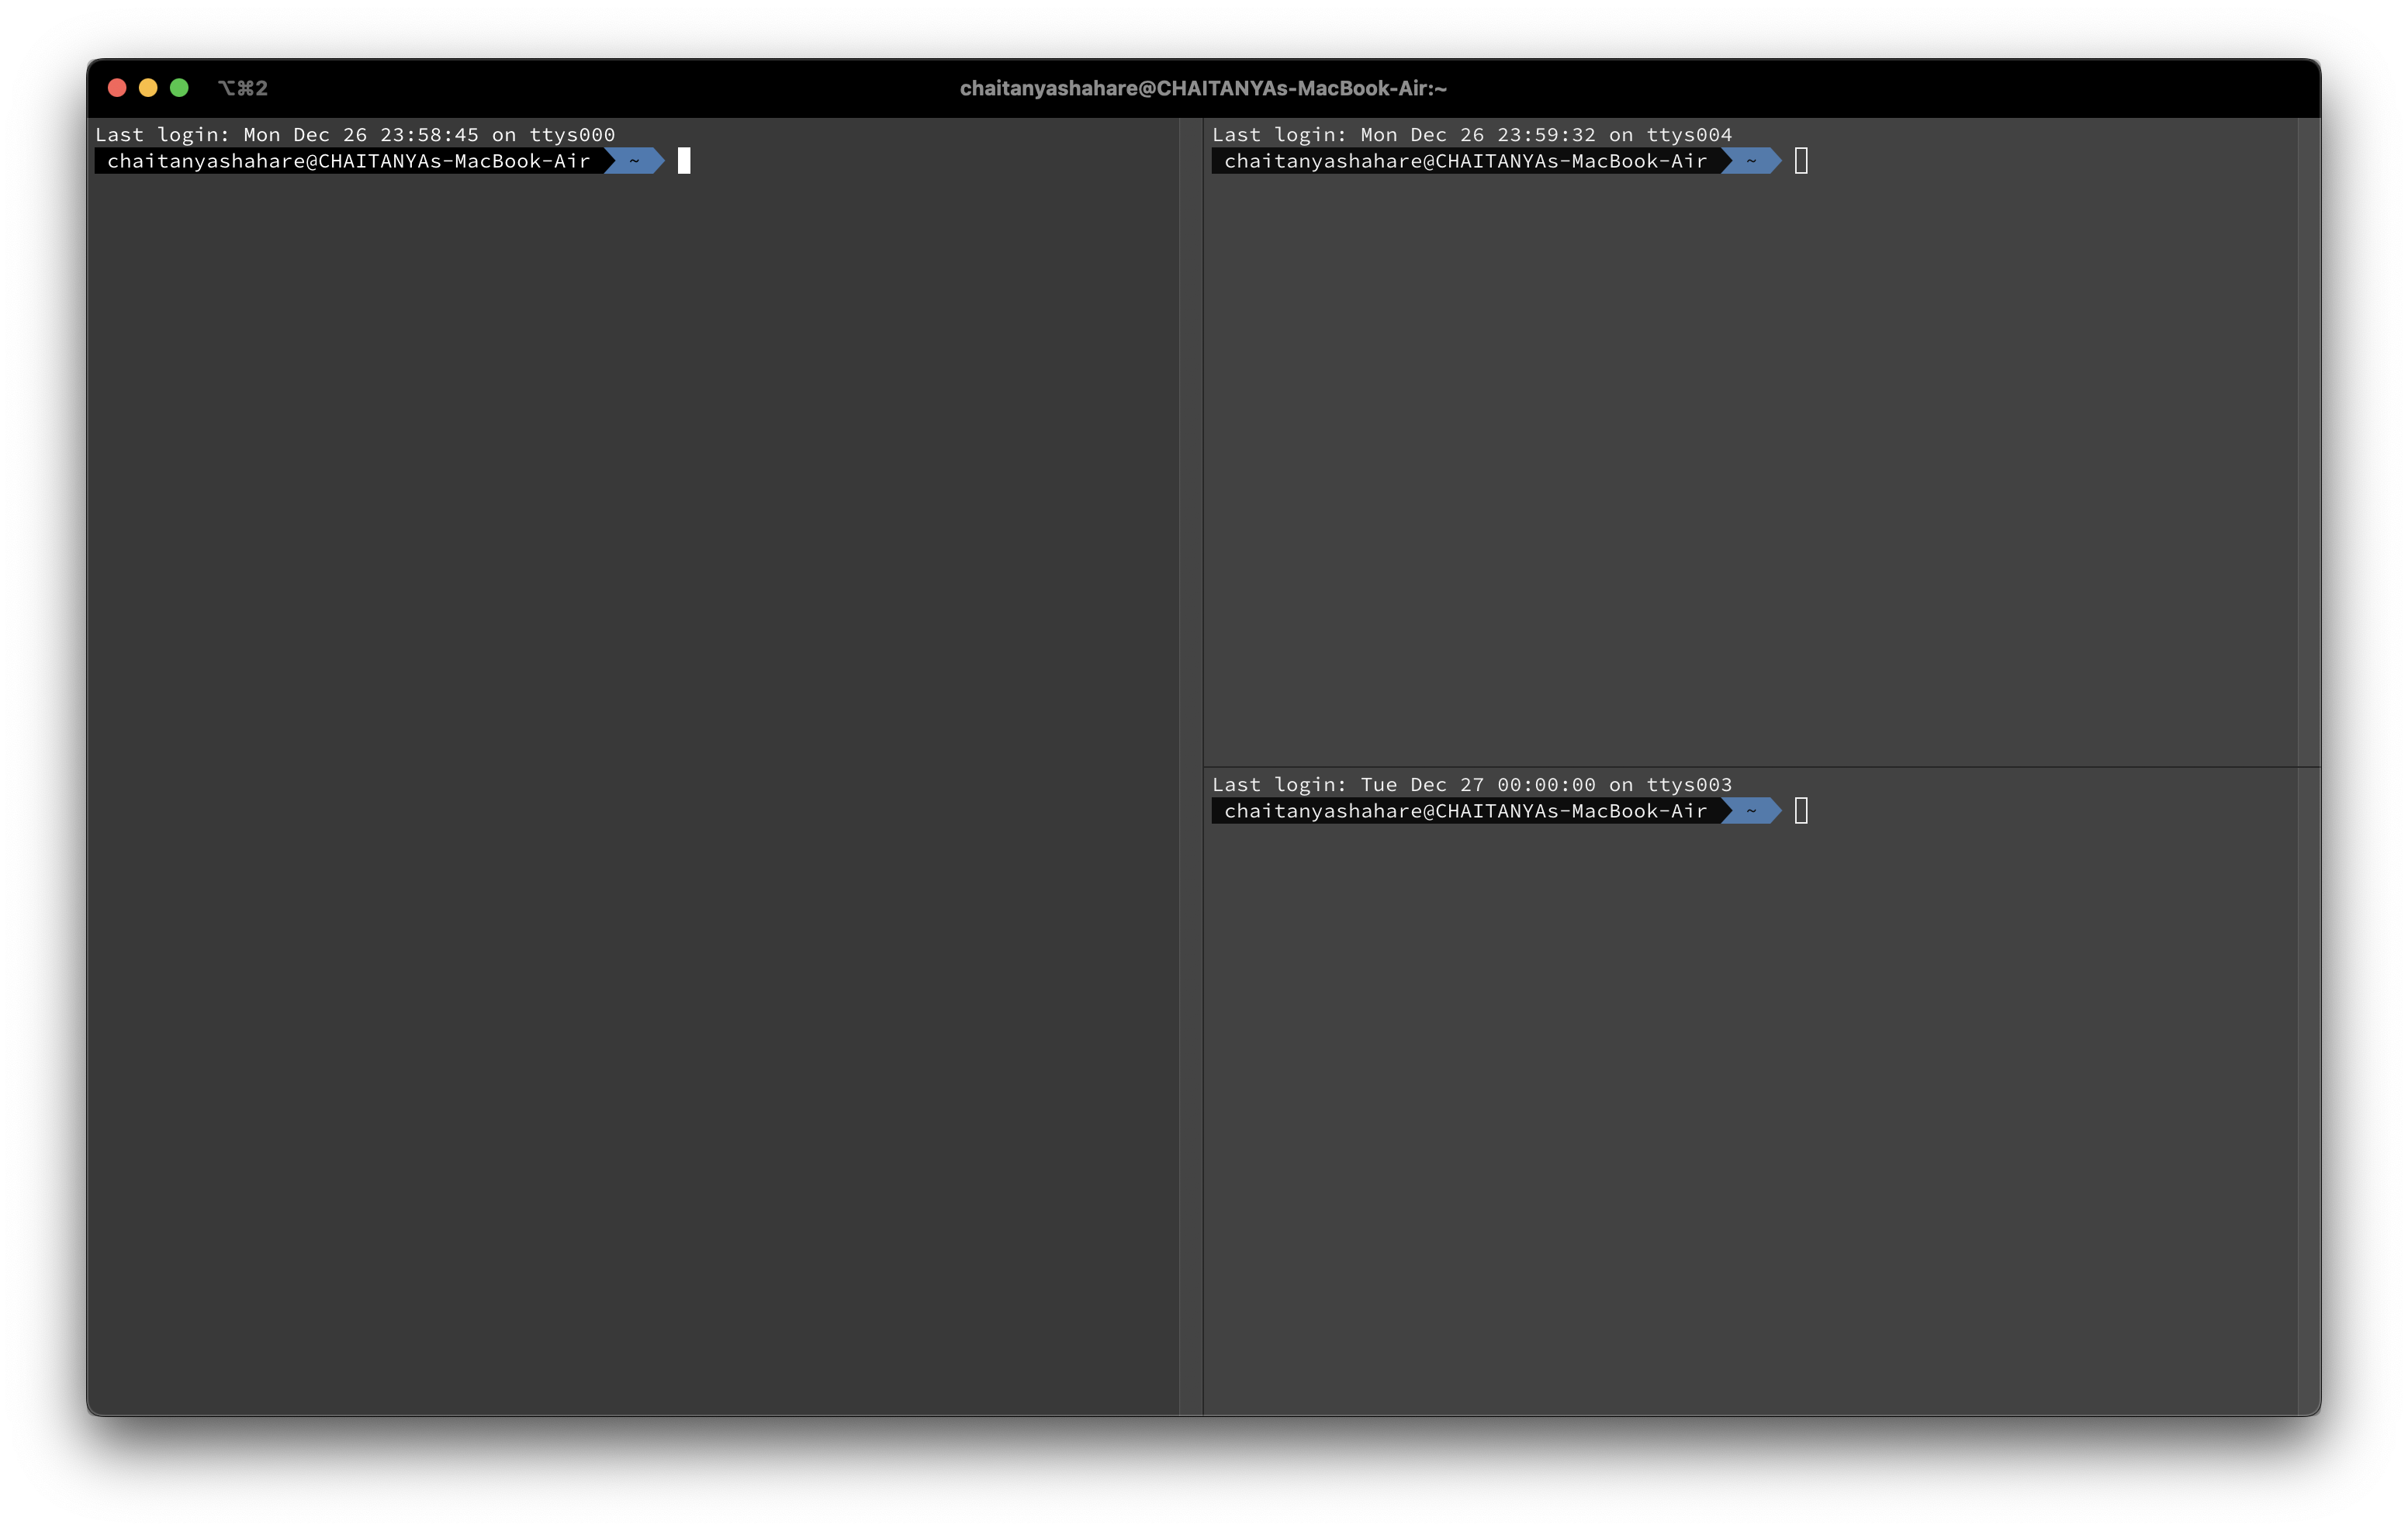 ⌥⌘2
chaitanyashahare@CHAITANYAs-MacBook-Air:~
Last login: Mon Dec 26 23:58:45 on ttys000
chaitanyashahare@CHAITANYAs-MacBook-Air ~
Last login: Mon Dec 26 23:59:32 on ttys004
chaitanyashahare@CHAITANYAs-MacBook-Air ~
Last login: Tue Dec 27 00:00:00 on ttys003
chaitanyashahare@CHAITANYAs-MacBook-Air ~